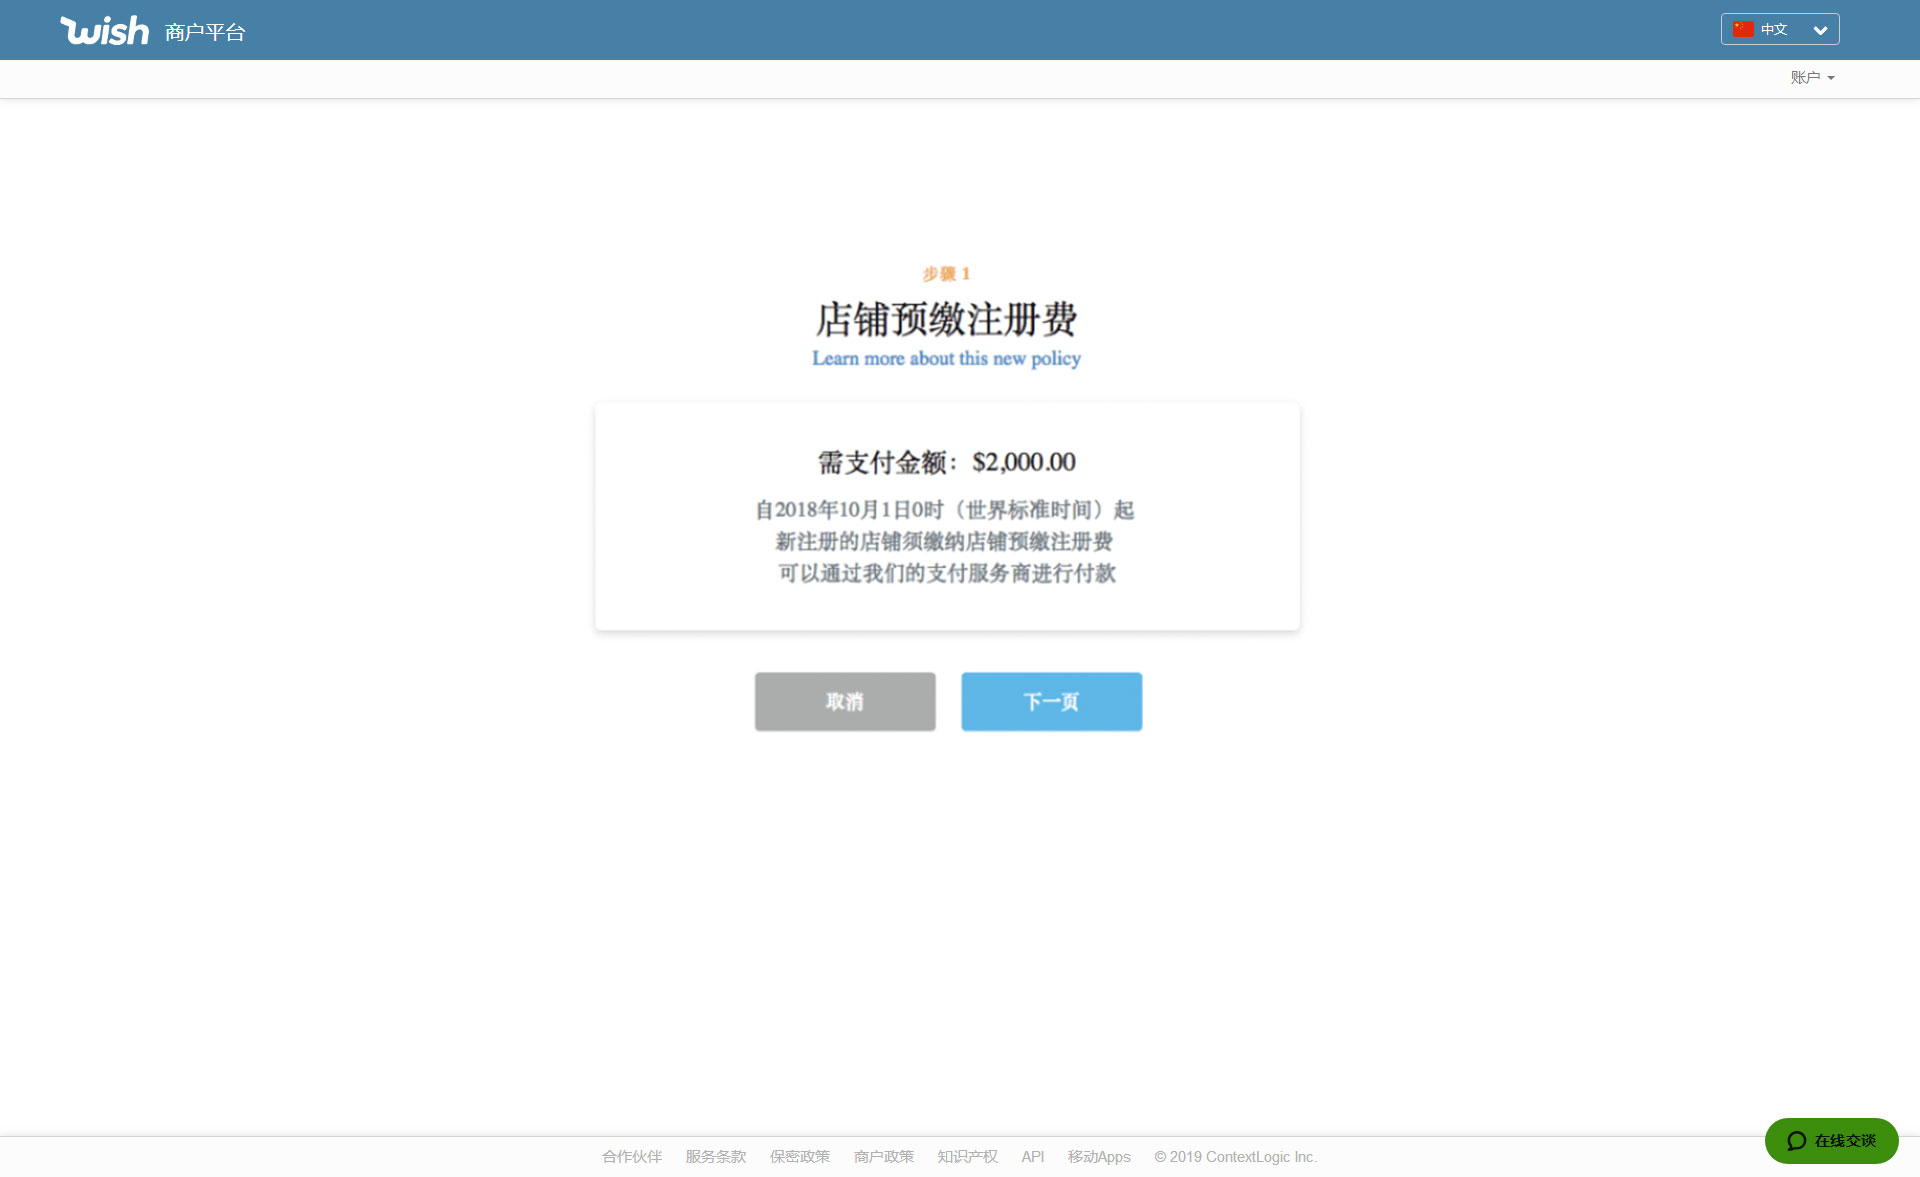 wish 商户平台
中文
账户
步骤 1
店铺预缴注册费
Learn more about this new policy
需支付金额：$2,000.00
自2018年10月1日0时（世界标准时间）起
新注册的店铺须缴纳店铺预缴注册费
可以通过我们的支付服务商进行付款
取消
下一页
在线交谈
合作伙伴 服务条款 保密政策 商户政策 知识产权 API 移动Apps © 2019 ContextLogic Inc.